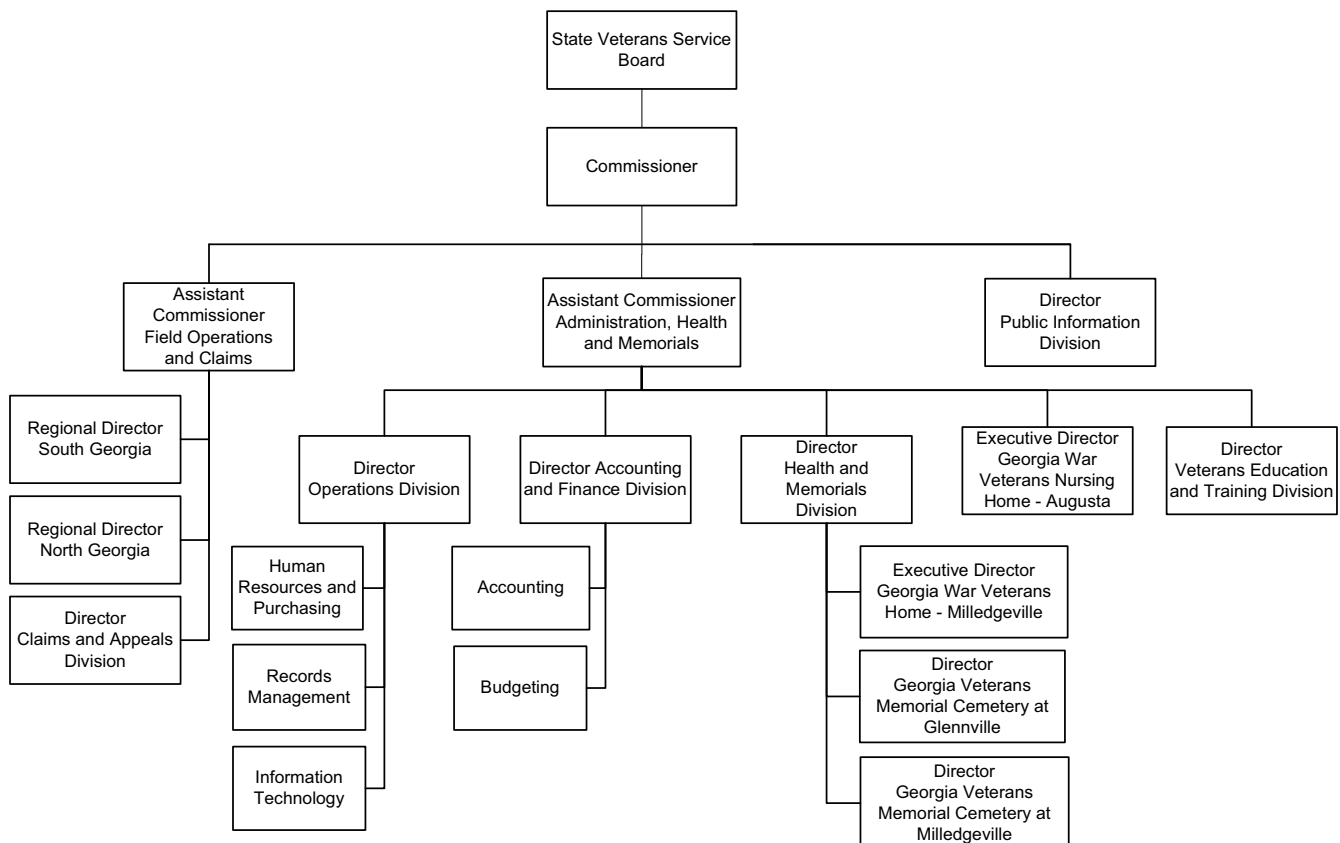 State Veterans Service
Board
Commissioner
Assistant
Commissioner
Field Operations
and Claims
Assistant Commissioner
Administration, Health
and Memorials
Director
Public Information
Division
Regional Director
South Georgia
Regional Director
North Georgia
Director
Claims and Appeals
Division
Director
Operations Division
Director Accounting
and Finance Division
Director
Health and
Memorials
Division
Executive Director
Georgia War
Veterans Nursing
Home - Augusta
Director
Veterans Education
and Training Division
Human
Resources and
Purchasing
Records
Management
Information
Technology
Accounting
Budgeting
Executive Director
Georgia War Veterans
Home - Milledgeville
Director
Georgia Veterans
Memorial Cemetery at
Glennville
Director
Georgia Veterans
Memorial Cemetery at
Milledgeville